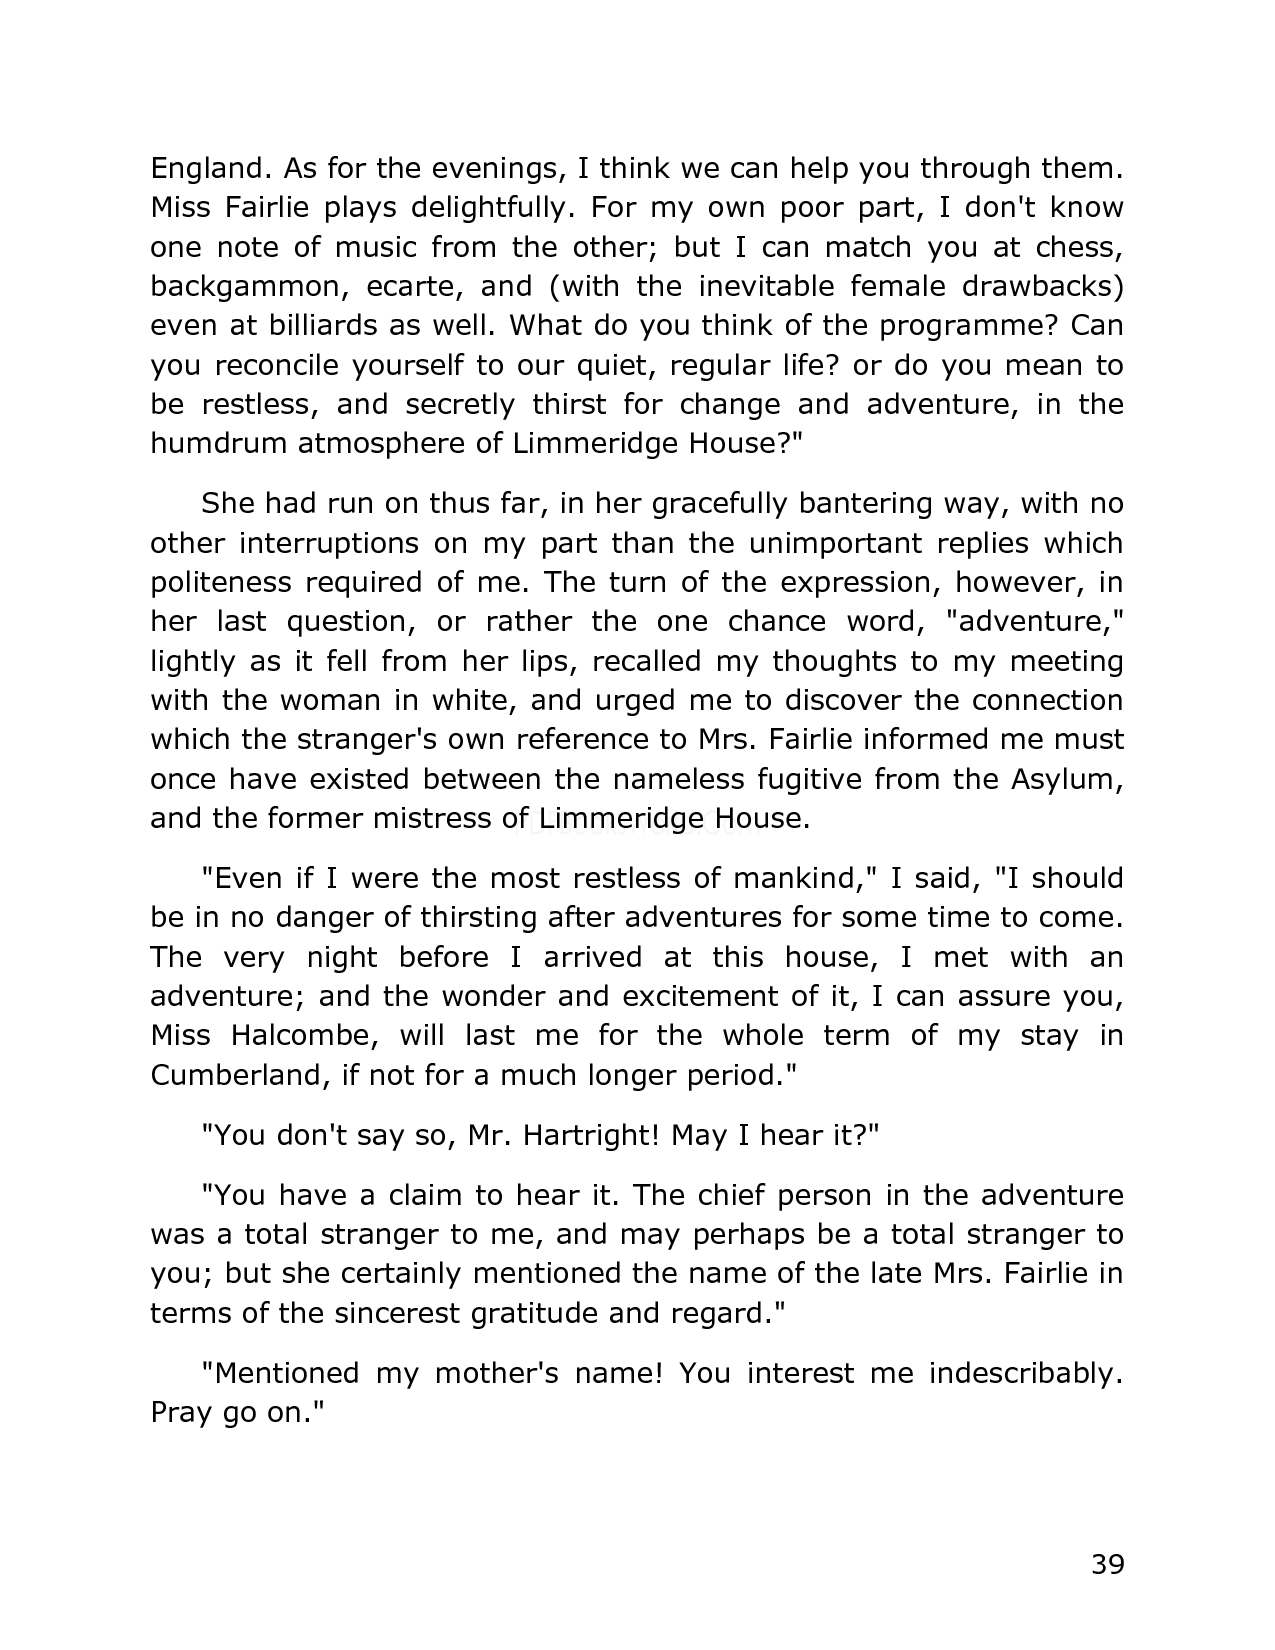 England. As for the evenings, I think we can help you through them.
Miss Fairlie plays delightfully. For my own poor part, I don't know
one note of music from the other; but I can match you at chess,
backgammon, ecarte, and (with the inevitable female drawbacks)
even at billiards as well. What do you think of the programme? Can
you reconcile yourself to our quiet, regular life? or do you mean to
be restless, and secretly thirst for change and adventure, in the
humdrum atmosphere of Limmeridge House?"
She had run on thus far, in her gracefully bantering way, with no
other interruptions on my part than the unimportant replies which
politeness required of me. The turn of the expression, however, in
her last question, or rather the one chance word, "adventure,"
lightly as it fell from her lips, recalled my thoughts to my meeting
with the woman in white, and urged me to discover the connection
which the stranger's own reference to Mrs. Fairlie informed me must
once have existed between the nameless fugitive from the Asylum,
and the former mistress of Limmeridge House.
"Even if I were the most restless of mankind," I said, "I should
be in no danger of thirsting after adventures for some time to come.
The very night before I arrived at this house, I met with an
adventure; and the wonder and excitement of it, I can assure you,
Miss Halcombe, will last me for the whole term of my stay in
Cumberland, if not for a much longer period."
"You don't say so, Mr. Hartright! May I hear it?"
"You have a claim to hear it. The chief person in the adventure
was a total stranger to me, and may perhaps be a total stranger to
you; but she certainly mentioned the name of the late Mrs. Fairlie in
terms of the sincerest gratitude and regard."
"Mentioned my mother's name! You interest me indescribably.
Pray go on."
39